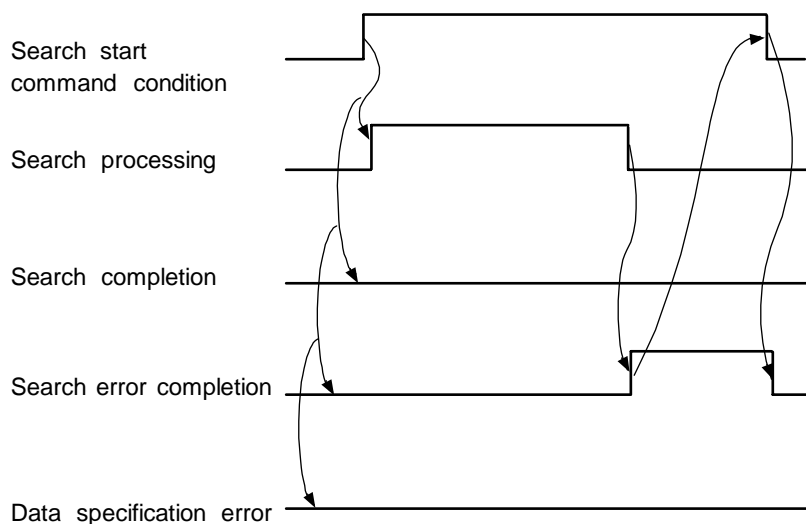 Search start
command condition
Search processing
Search completion
Search error completion
Data specification error